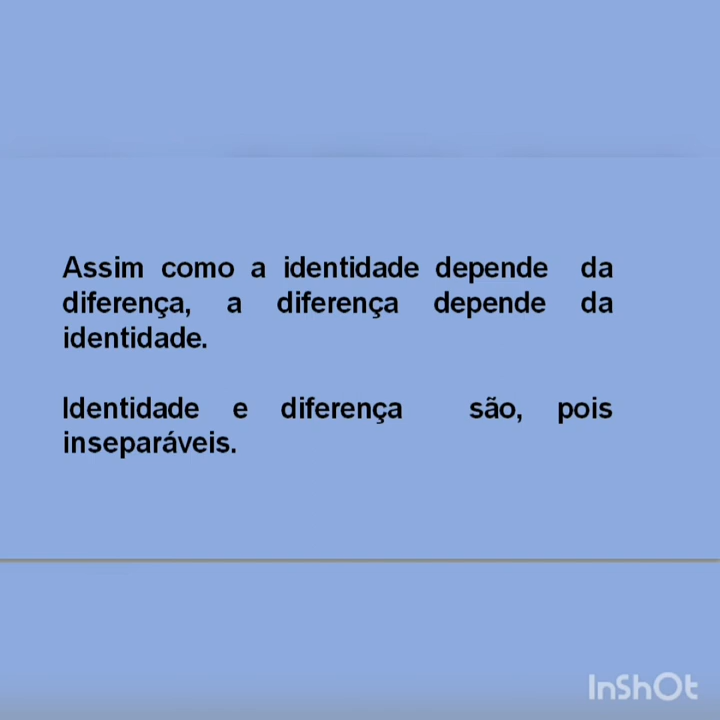 Assim como a identidade depende da
diferença, a diferença depende da
identidade.
Identidade e diferença são, pois
inseparáveis.
InShOt